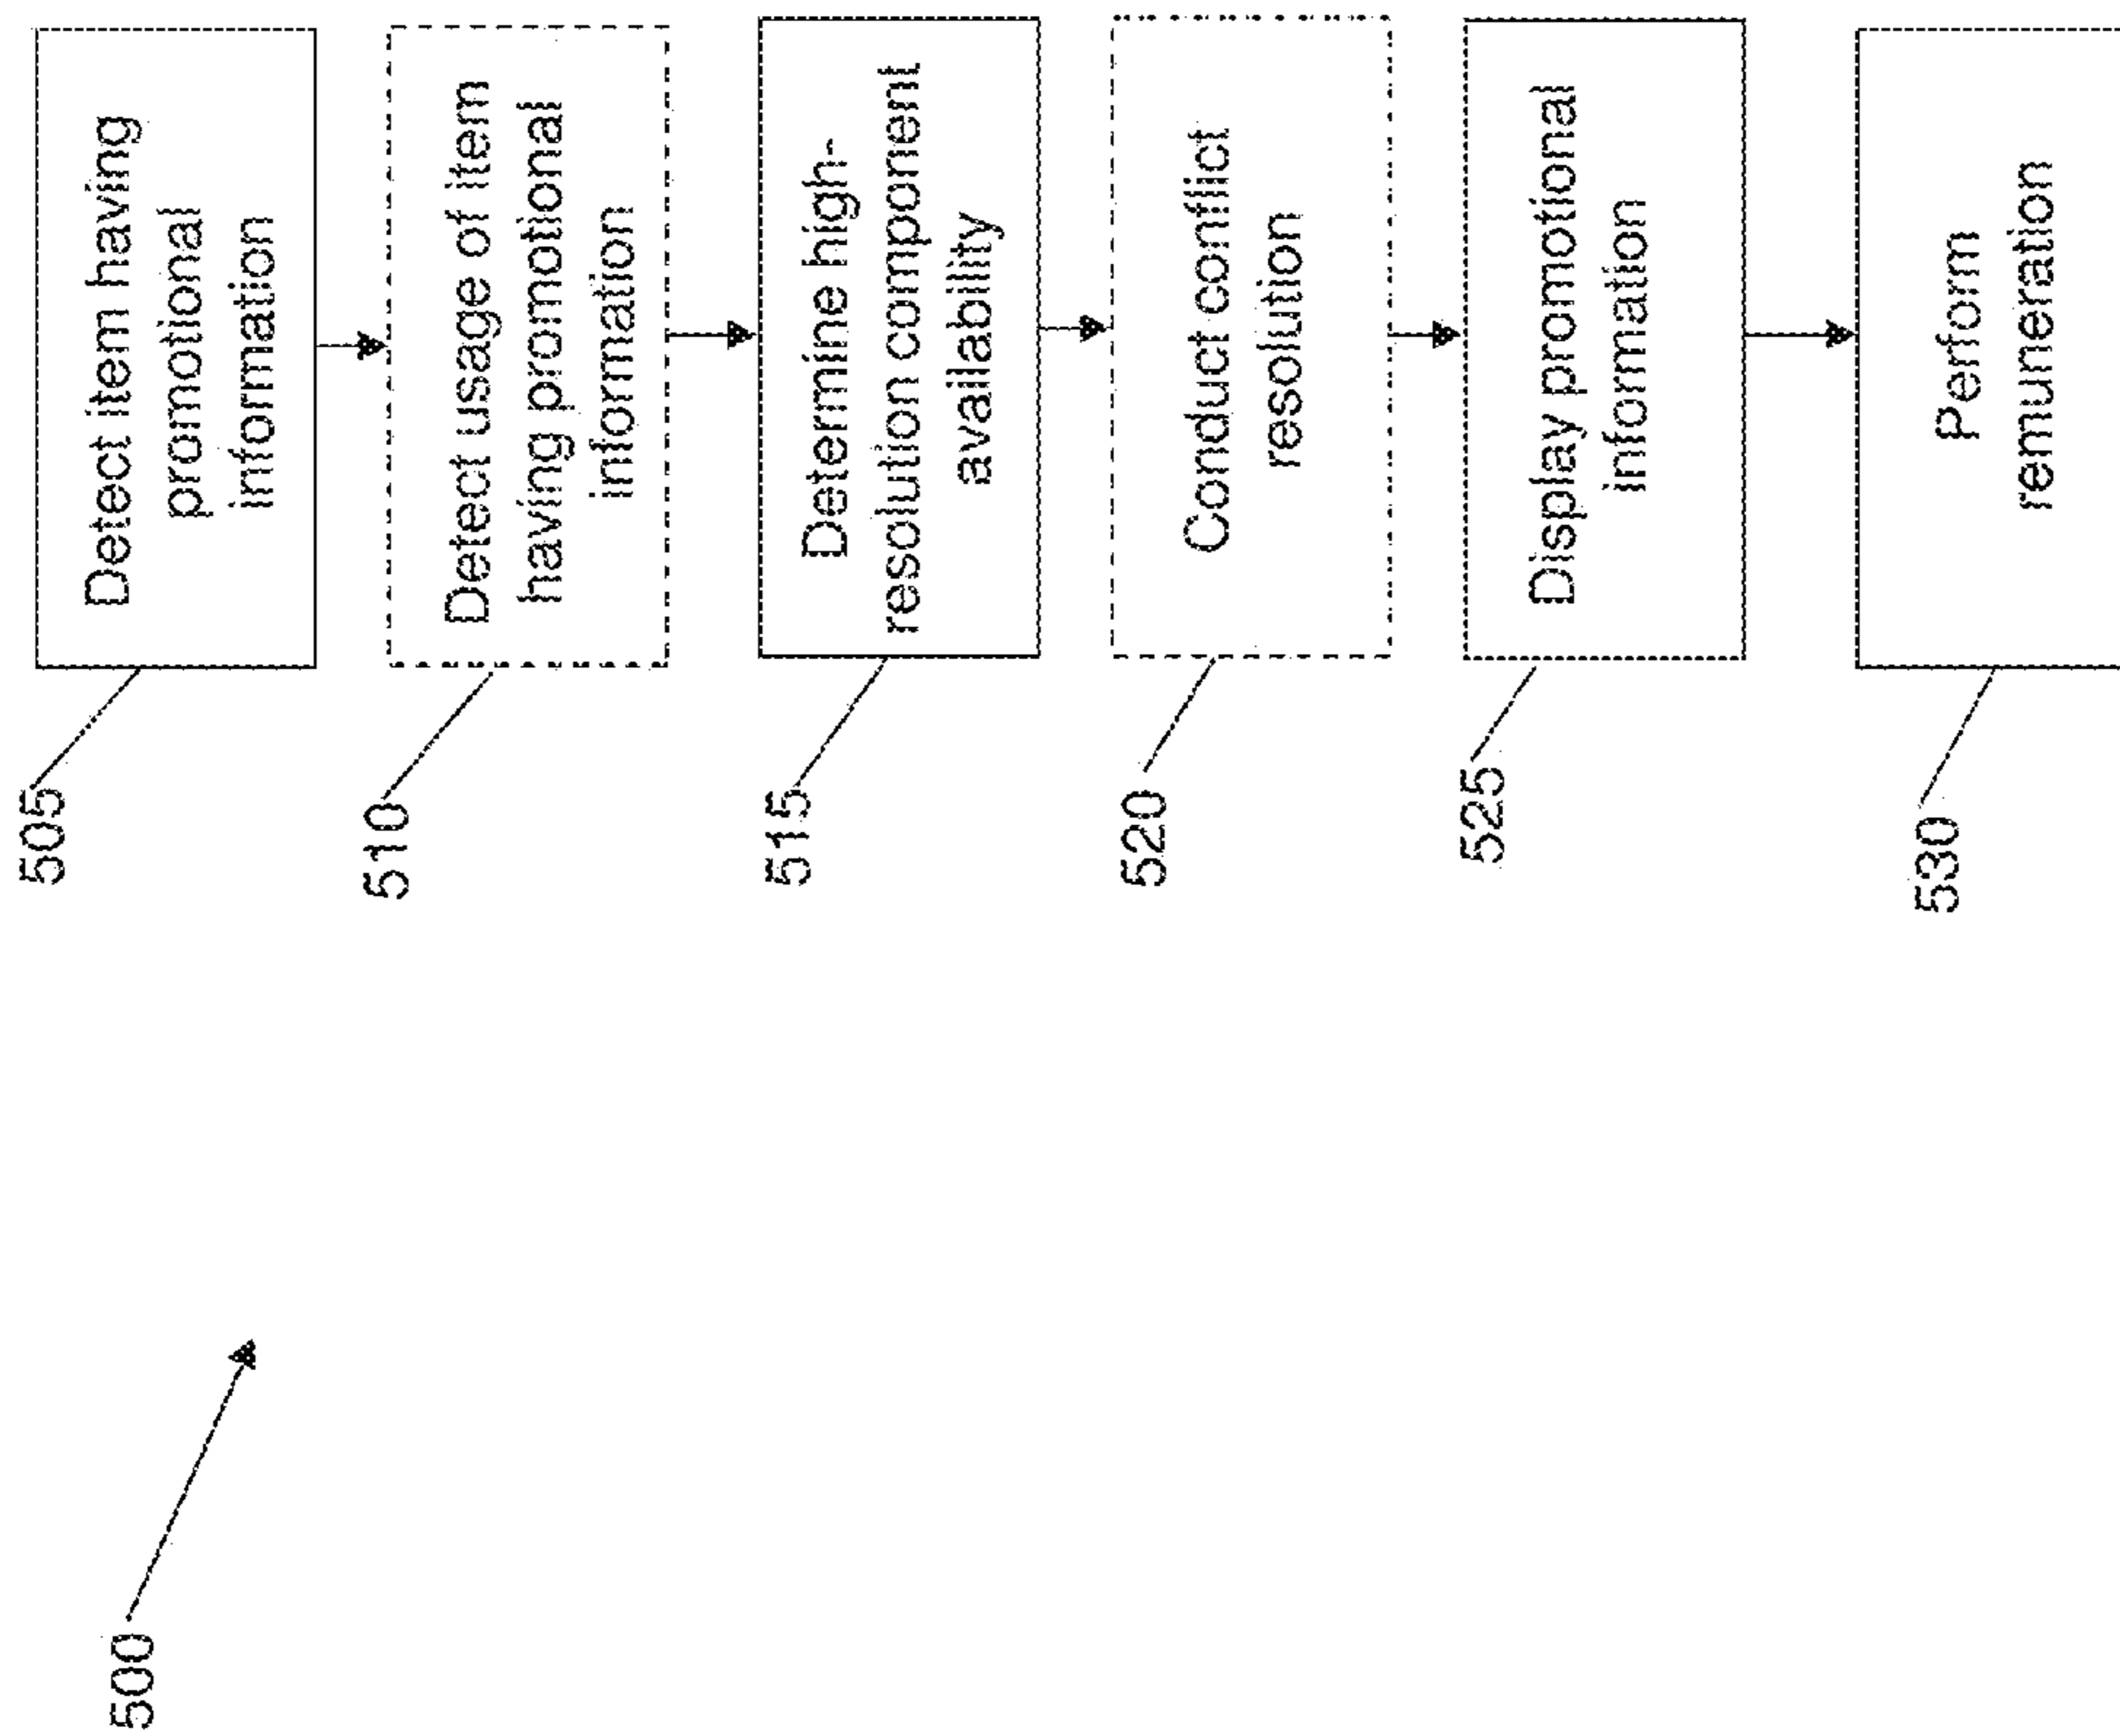 500
505
Detect item having
promotional
information
510
Detect usage of item
having promotional
information
515
Determine high-
resolution component
availability
520
Conduct conflict
resolution
525
Display promotional
information
530
Perform
remuneration